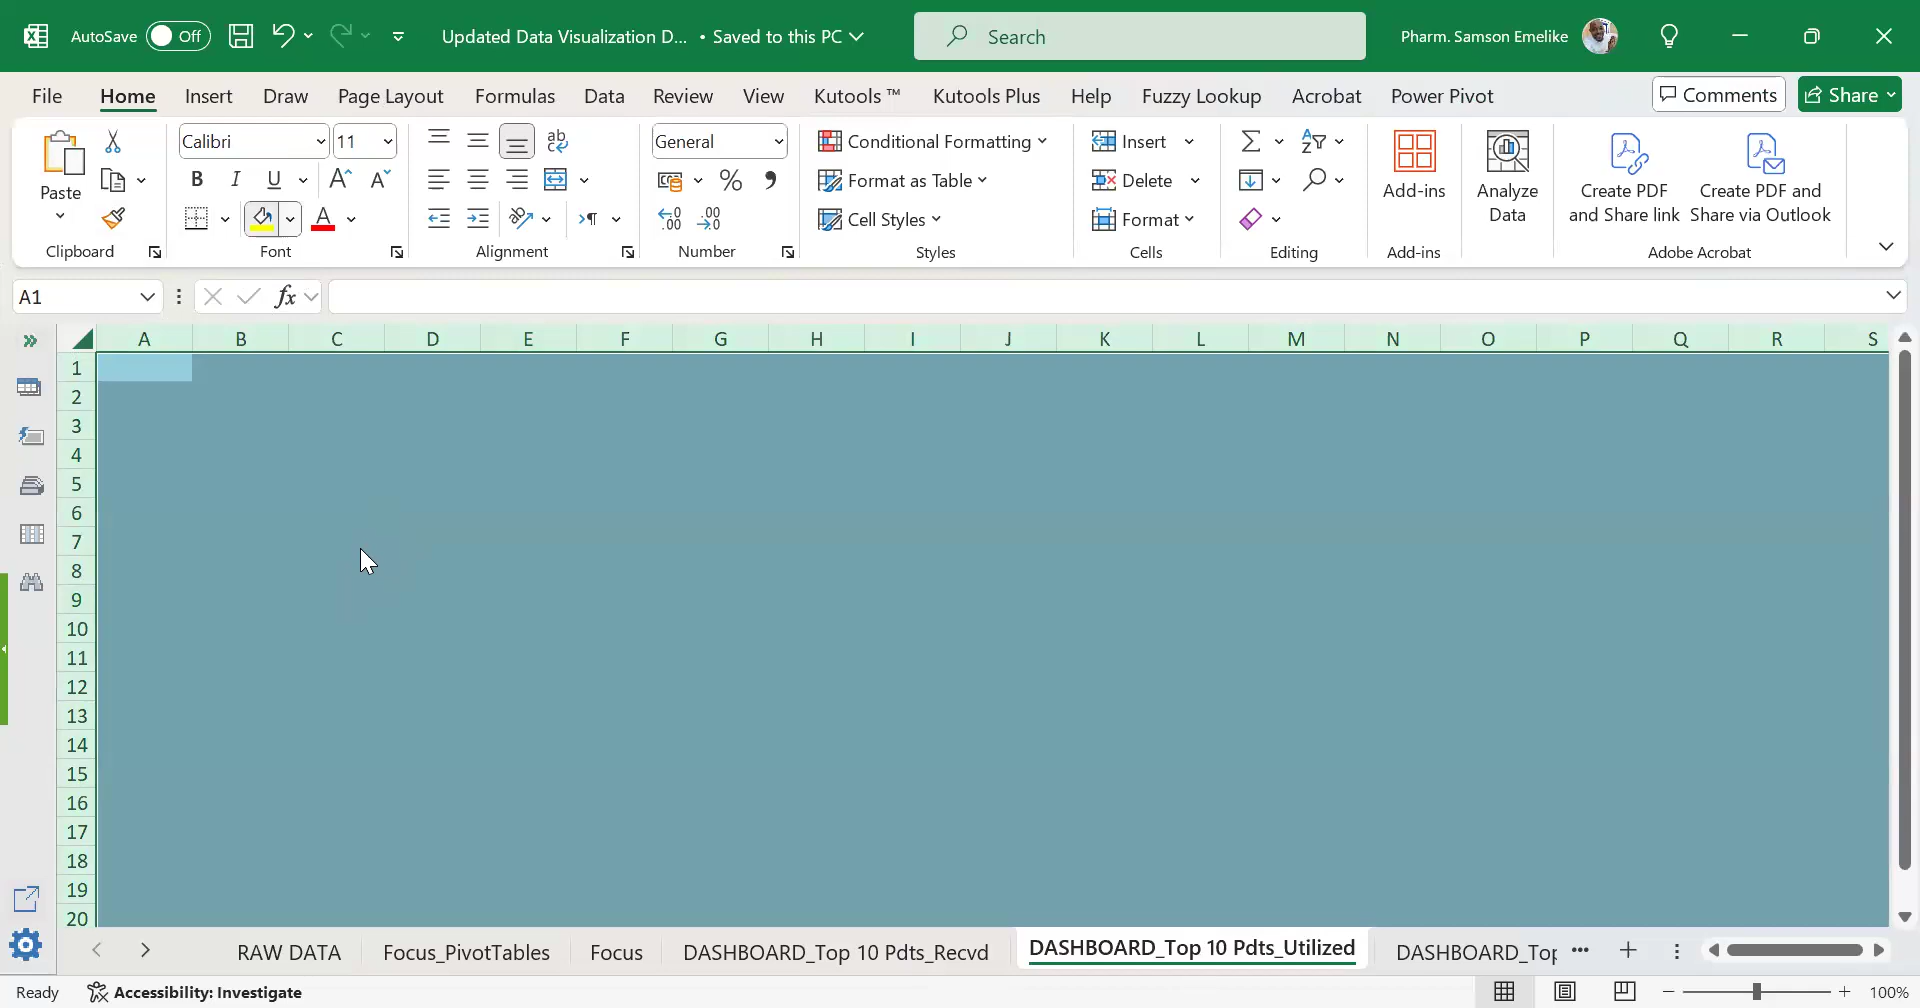 AutoSave Off Updated Data Visualization D... • Saved to this PC Search Pharm. Samson Emelike
File Home Insert Draw Page Layout Formulas Data Review View Kutools ™ Kutools Plus Help Fuzzy Lookup Acrobat Power Pivot Comments Share
Paste Calibri 11 General Conditional Formatting Insert Add-ins Analyze Data Create PDF and Share link Create PDF and Share via Outlook
Format as Table Delete
Cell Styles Format
Clipboard Font Alignment Number Styles Cells Editing Add-ins Adobe Acrobat
A1 fx
A B C D E F G H I J K L M N O P Q R S
1
2
3
4
5
6
7
8
9
10
11
12
13
14
15
16
17
18
19
20
RAW DATA Focus_PivotTables Focus DASHBOARD_Top 10 Pdts_Recvd DASHBOARD_Top 10 Pdts_Utilized DASHBOARD_Top ...
Ready Accessibility: Investigate 100%